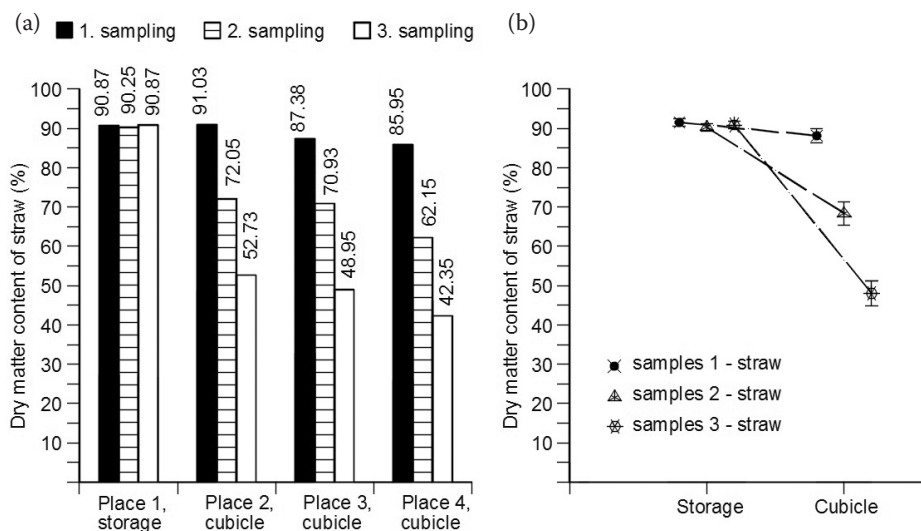 (a)
1. sampling 2. sampling 3. sampling
Dry matter content of straw (%)
100
90
80
70
60
50
40
30
20
10
90.87
90.25
90.87
91.03
72.05
52.73
87.38
70.93
48.95
85.95
62.15
42.35
Place 1,
storage
Place 2,
cubicle
Place 3,
cubicle
Place 4,
cubicle
(b)
Dry matter content of straw (%)
100
90
80
70
60
50
40
30
20
10
samples 1 - straw
samples 2 - straw
samples 3 - straw
Storage
Cubicle